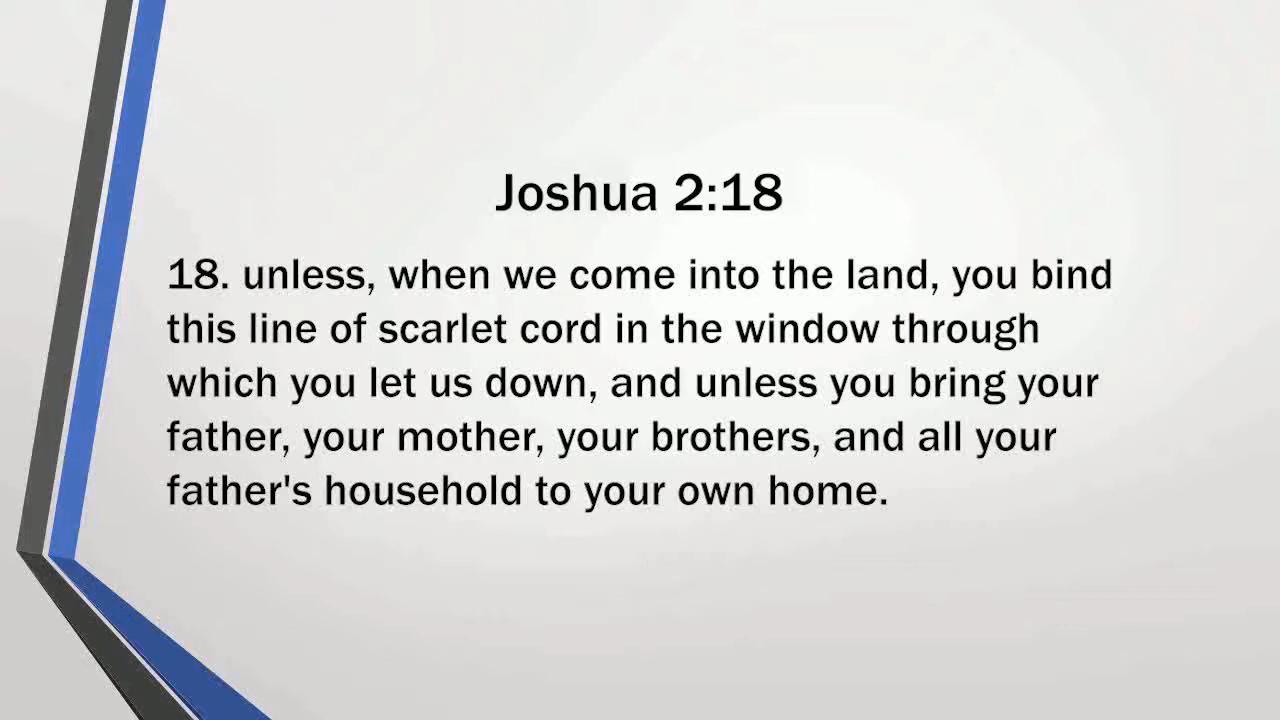 Joshua 2:18
18. unless, when we come into the land, you bind
this line of scarlet cord in the window through
which you let us down, and unless you bring your
father, your mother, your brothers, and all your
father's household to your own home.